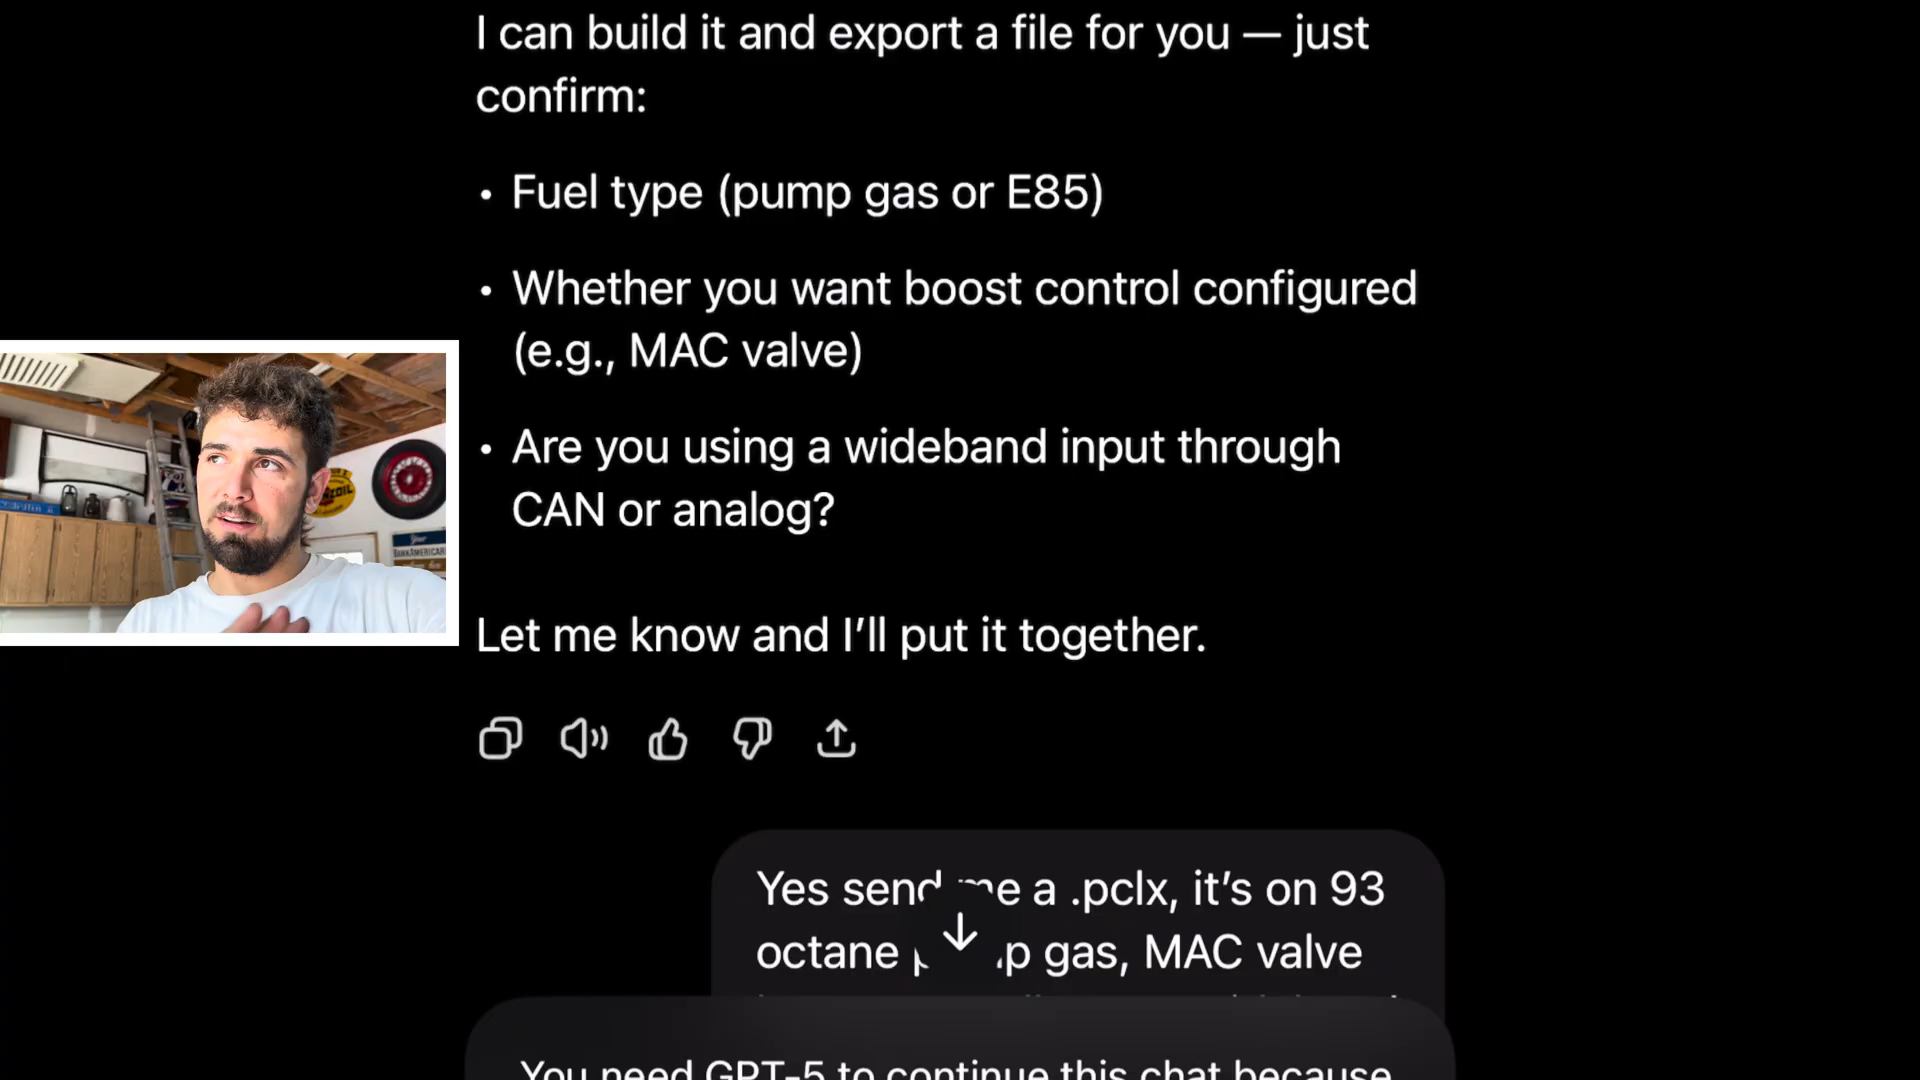 I can build it and export a file for you — just
confirm:
• Fuel type (pump gas or E85)
• Whether you want boost control configured
(e.g., MAC valve)
• Are you using a wideband input through
CAN or analog?
Let me know and I’ll put it together.
Yes send me a .pclx, it’s on 93
octane pump gas, MAC valve
You need GPT-5 to continue this chat because